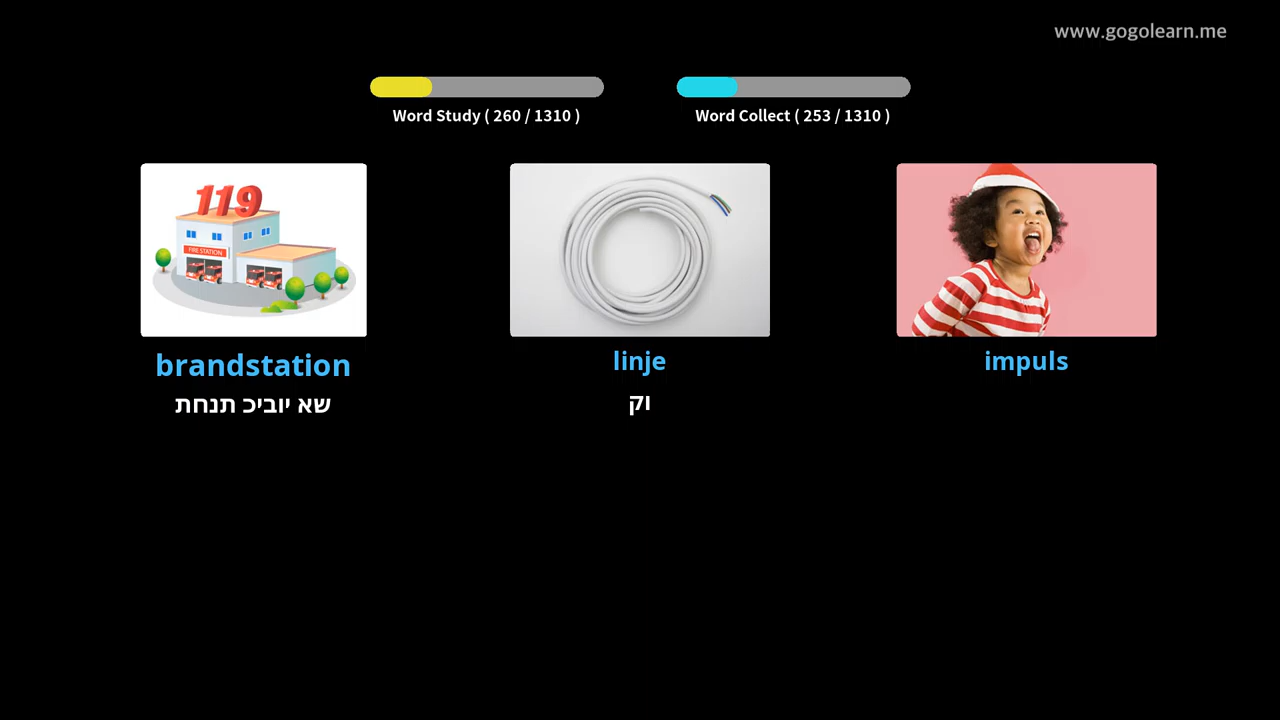 www.gogolearn.me
Word Study ( 260 / 1310 )
Word Collect ( 253 / 1310 )
119
FIRE STATION
brandstation
שא יוביכ תנחת
linje
וק
impuls